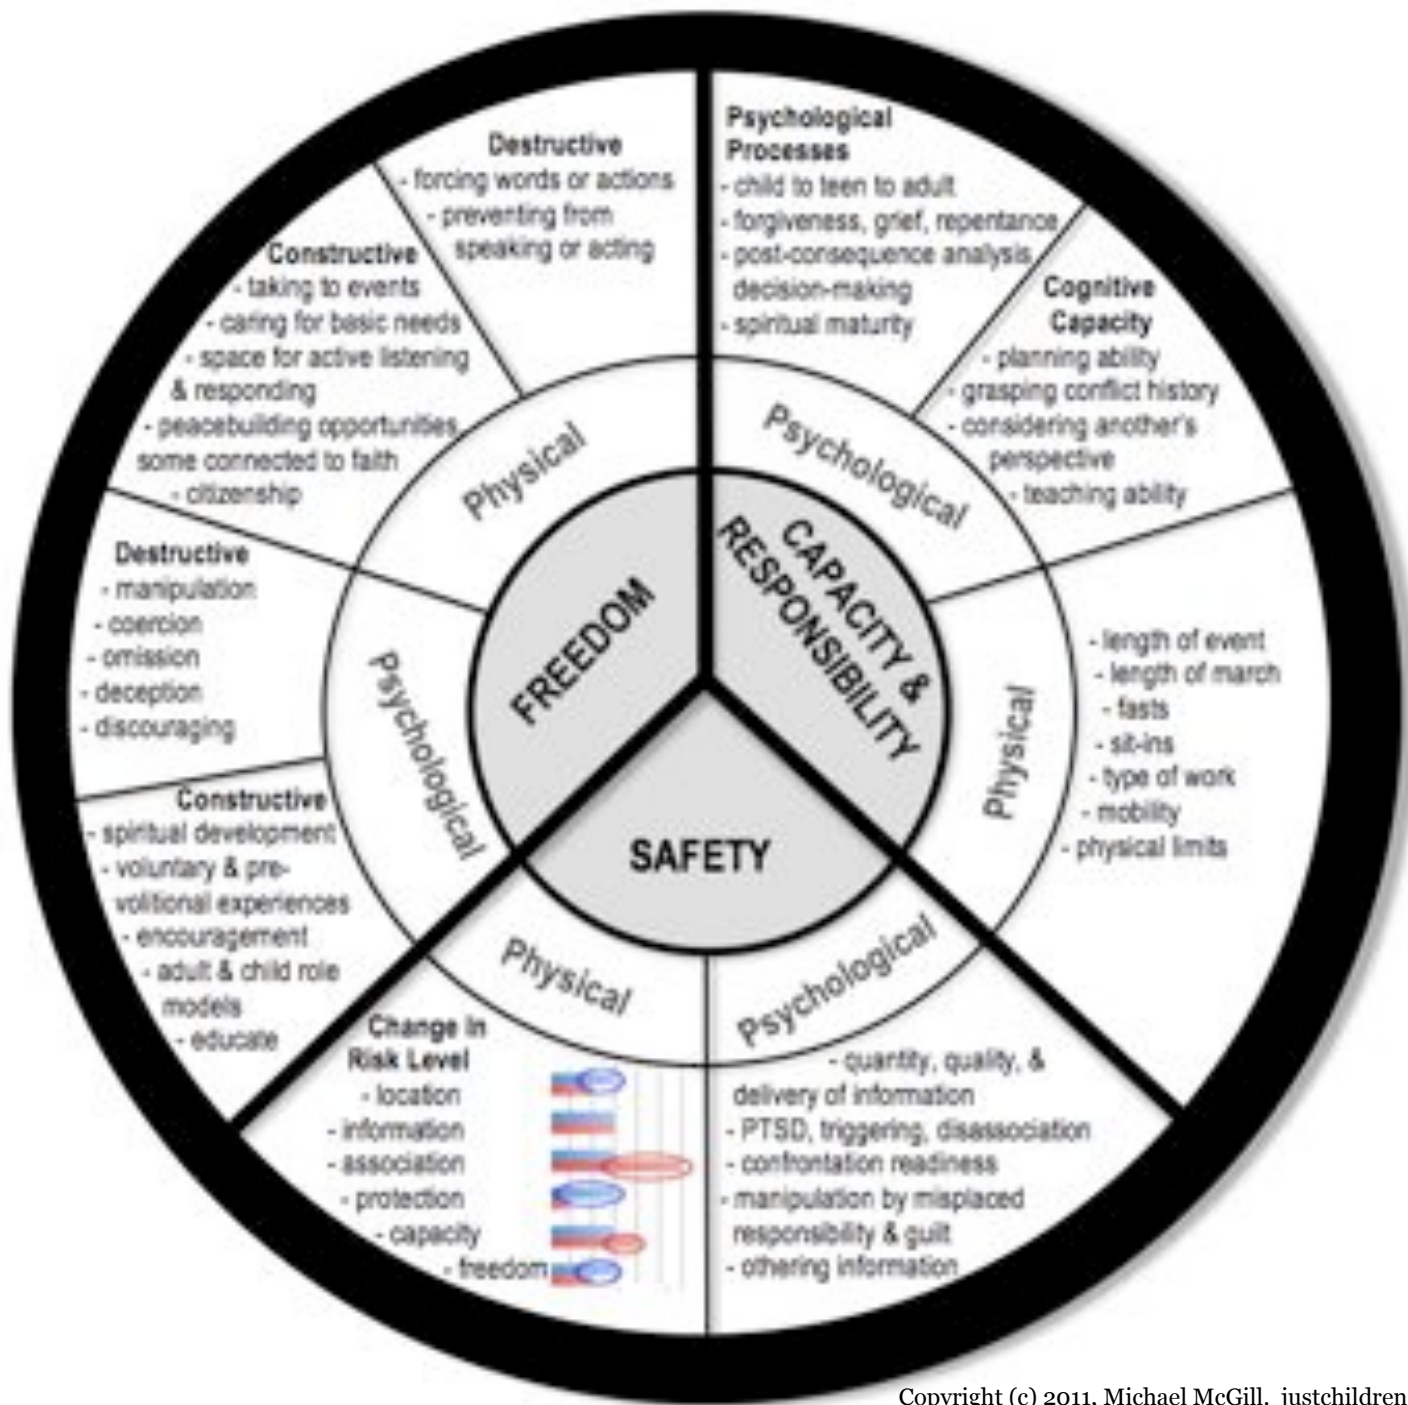 Psychological
Processes
- child to teen to adult
- forgiveness, grief, repentance
- post-consequence analysis,
decision-making
- spiritual maturity
Cognitive
Capacity
- planning ability
- grasping conflict history
- considering another's
perspective
- teaching ability
Psychological
CAPACITY &
RESPONSIBILITY
Physical
- length of event
- length of march
- fasts
- sit-ins
- type of work
- mobility
- physical limits
SAFETY
Psychological
- quantity, quality, &
delivery of information
- PTSD, triggering, disassociation
- confrontation readiness
- manipulation by misplaced
responsibility & guilt
- othering information
Physical
Change In
Risk Level
- location
- information
- association
- protection
- capacity
- freedom
FREEDOM
Psychological
Constructive
- spiritual development
- voluntary & pre-
volitional experiences
- encouragement
- adult & child role
models
- educate
Destructive
- manipulation
- coercion
- omission
- deception
- discouraging
Physical
Constructive
- taking to events
- caring for basic needs
- space for active listening
& responding
- peacebuilding opportunities,
some connected to faith
- citizenship
Destructive
- forcing words or actions
- preventing from
speaking or acting
Copyright (c) 2011, Michael McGill. justchildren